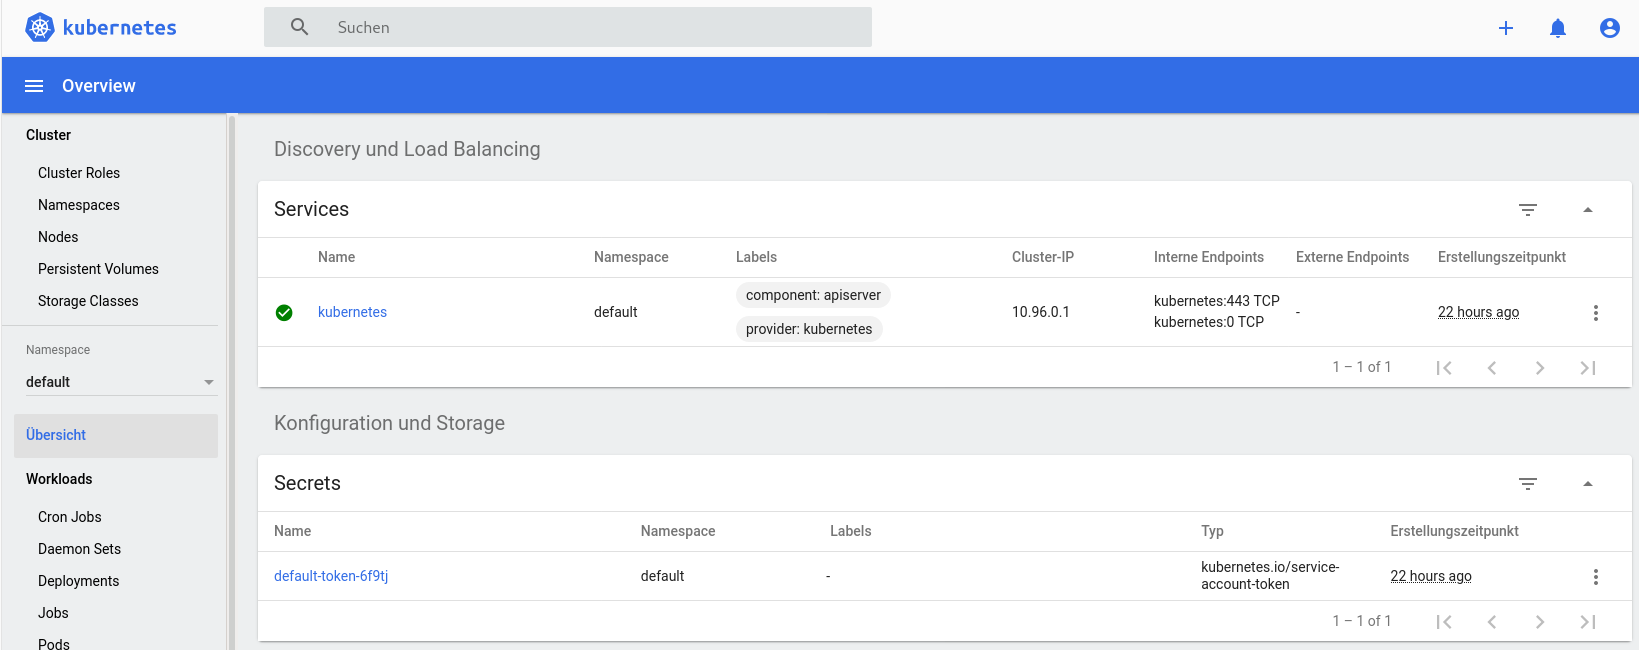 kubernetes
Suchen
Overview
Cluster
Cluster Roles
Namespaces
Nodes
Persistent Volumes
Storage Classes
Namespace
default
Übersicht
Workloads
Cron Jobs
Daemon Sets
Deployments
Jobs
Pods
Discovery und Load Balancing
Services
Name Namespace Labels Cluster-IP Interne Endpoints Externe Endpoints Erstellungszeitpunkt
kubernetes default component: apiserver provider: kubernetes 10.96.0.1 kubernetes:443 TCP kubernetes:0 TCP - 22 hours ago
1 – 1 of 1
Konfiguration und Storage
Secrets
Name Namespace Labels Typ Erstellungszeitpunkt
default-token-6f9tj default - kubernetes.io/service-account-token 22 hours ago
1 – 1 of 1